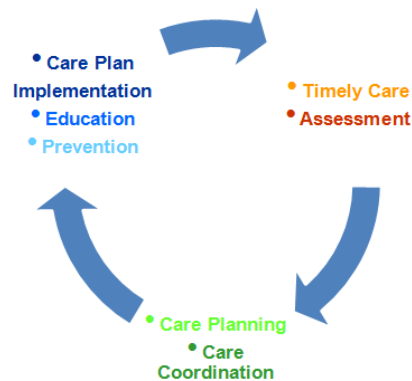 • Care Plan
Implementation
• Education
• Prevention
• Timely Care
• Assessment
• Care Planning
• Care
Coordination